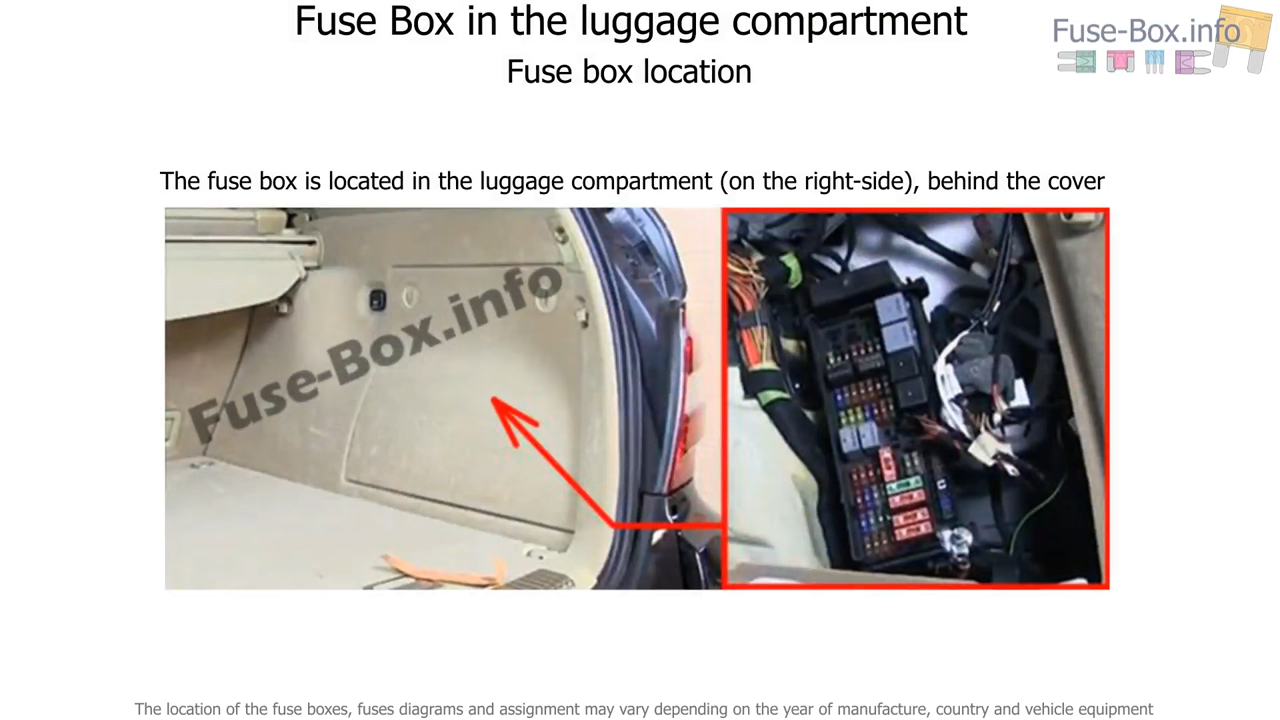 Fuse Box in the luggage compartment
Fuse-Box.info
Fuse box location
The fuse box is located in the luggage compartment (on the right-side), behind the cover
Fuse-Box.info
The location of the fuse boxes, fuses diagrams and assignment may vary depending on the year of manufacture, country and vehicle equipment